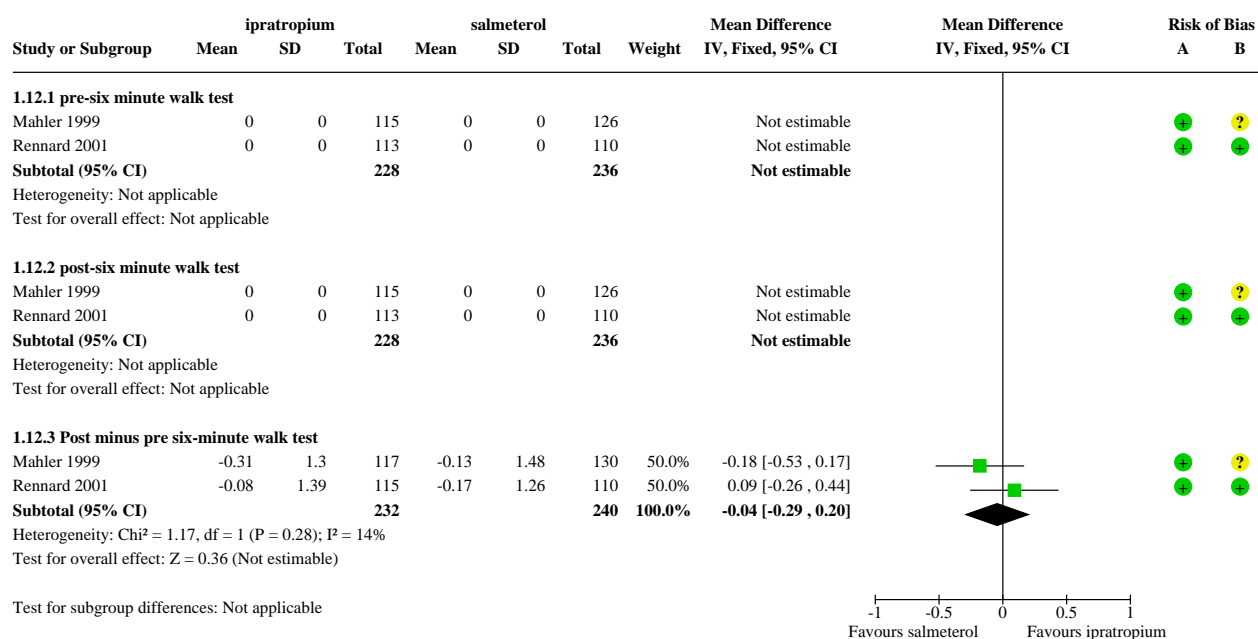 ipratropium salmeterol Mean Difference Mean Difference Risk of Bias
Study or Subgroup Mean SD Total Mean SD Total Weight IV, Fixed, 95% CI IV, Fixed, 95% CI A B
1.12.1 pre-six minute walk test
Mahler 1999 0 0 115 0 0 126 Not estimable + ?
Rennard 2001 0 0 113 0 0 110 Not estimable + +
Subtotal (95% CI) 228 236 Not estimable
Heterogeneity: Not applicable
Test for overall effect: Not applicable
1.12.2 post-six minute walk test
Mahler 1999 0 0 115 0 0 126 Not estimable + ?
Rennard 2001 0 0 113 0 0 110 Not estimable + +
Subtotal (95% CI) 228 236 Not estimable
Heterogeneity: Not applicable
Test for overall effect: Not applicable
1.12.3 Post minus pre six-minute walk test
Mahler 1999 -0.31 1.3 117 -0.13 1.48 130 50.0% -0.18 [-0.53 , 0.17] + ?
Rennard 2001 -0.08 1.39 115 -0.17 1.26 110 50.0% 0.09 [-0.26 , 0.44] + +
Subtotal (95% CI) 232 240 100.0% -0.04 [-0.29 , 0.20]
Heterogeneity: Chi² = 1.17, df = 1 (P = 0.28); I² = 14%
Test for overall effect: Z = 0.36 (Not estimable)
Test for subgroup differences: Not applicable
-1 -0.5 0 0.5 1
Favours salmeterol Favours ipratropium